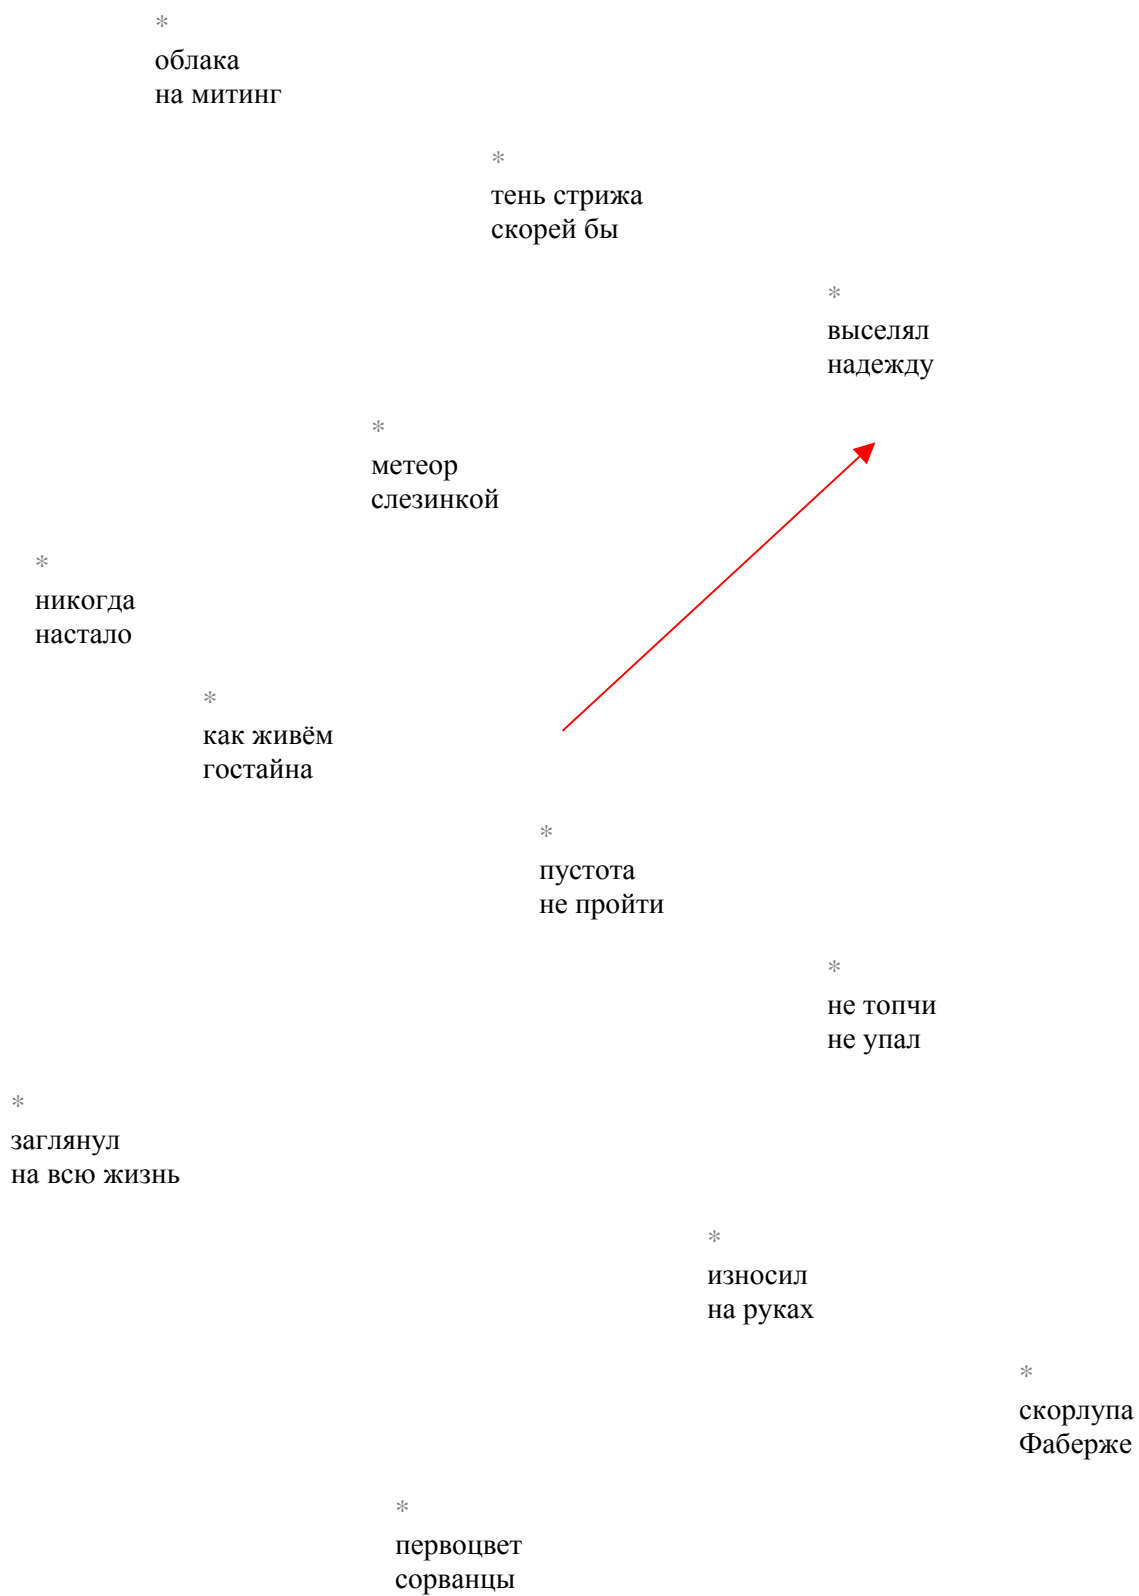 *
облака
на митинг
*
тень стрижа
скорей бы
*
выселял
надежду
*
метеор
слезинкой
*
никогда
настало
*
как живём
гостайна
*
пустота
не пройти
*
не топчи
не упал
*
заглянул
на всю жизнь
*
износил
на руках
*
скорлупа
Фаберже
*
первоцвет
сорванцы